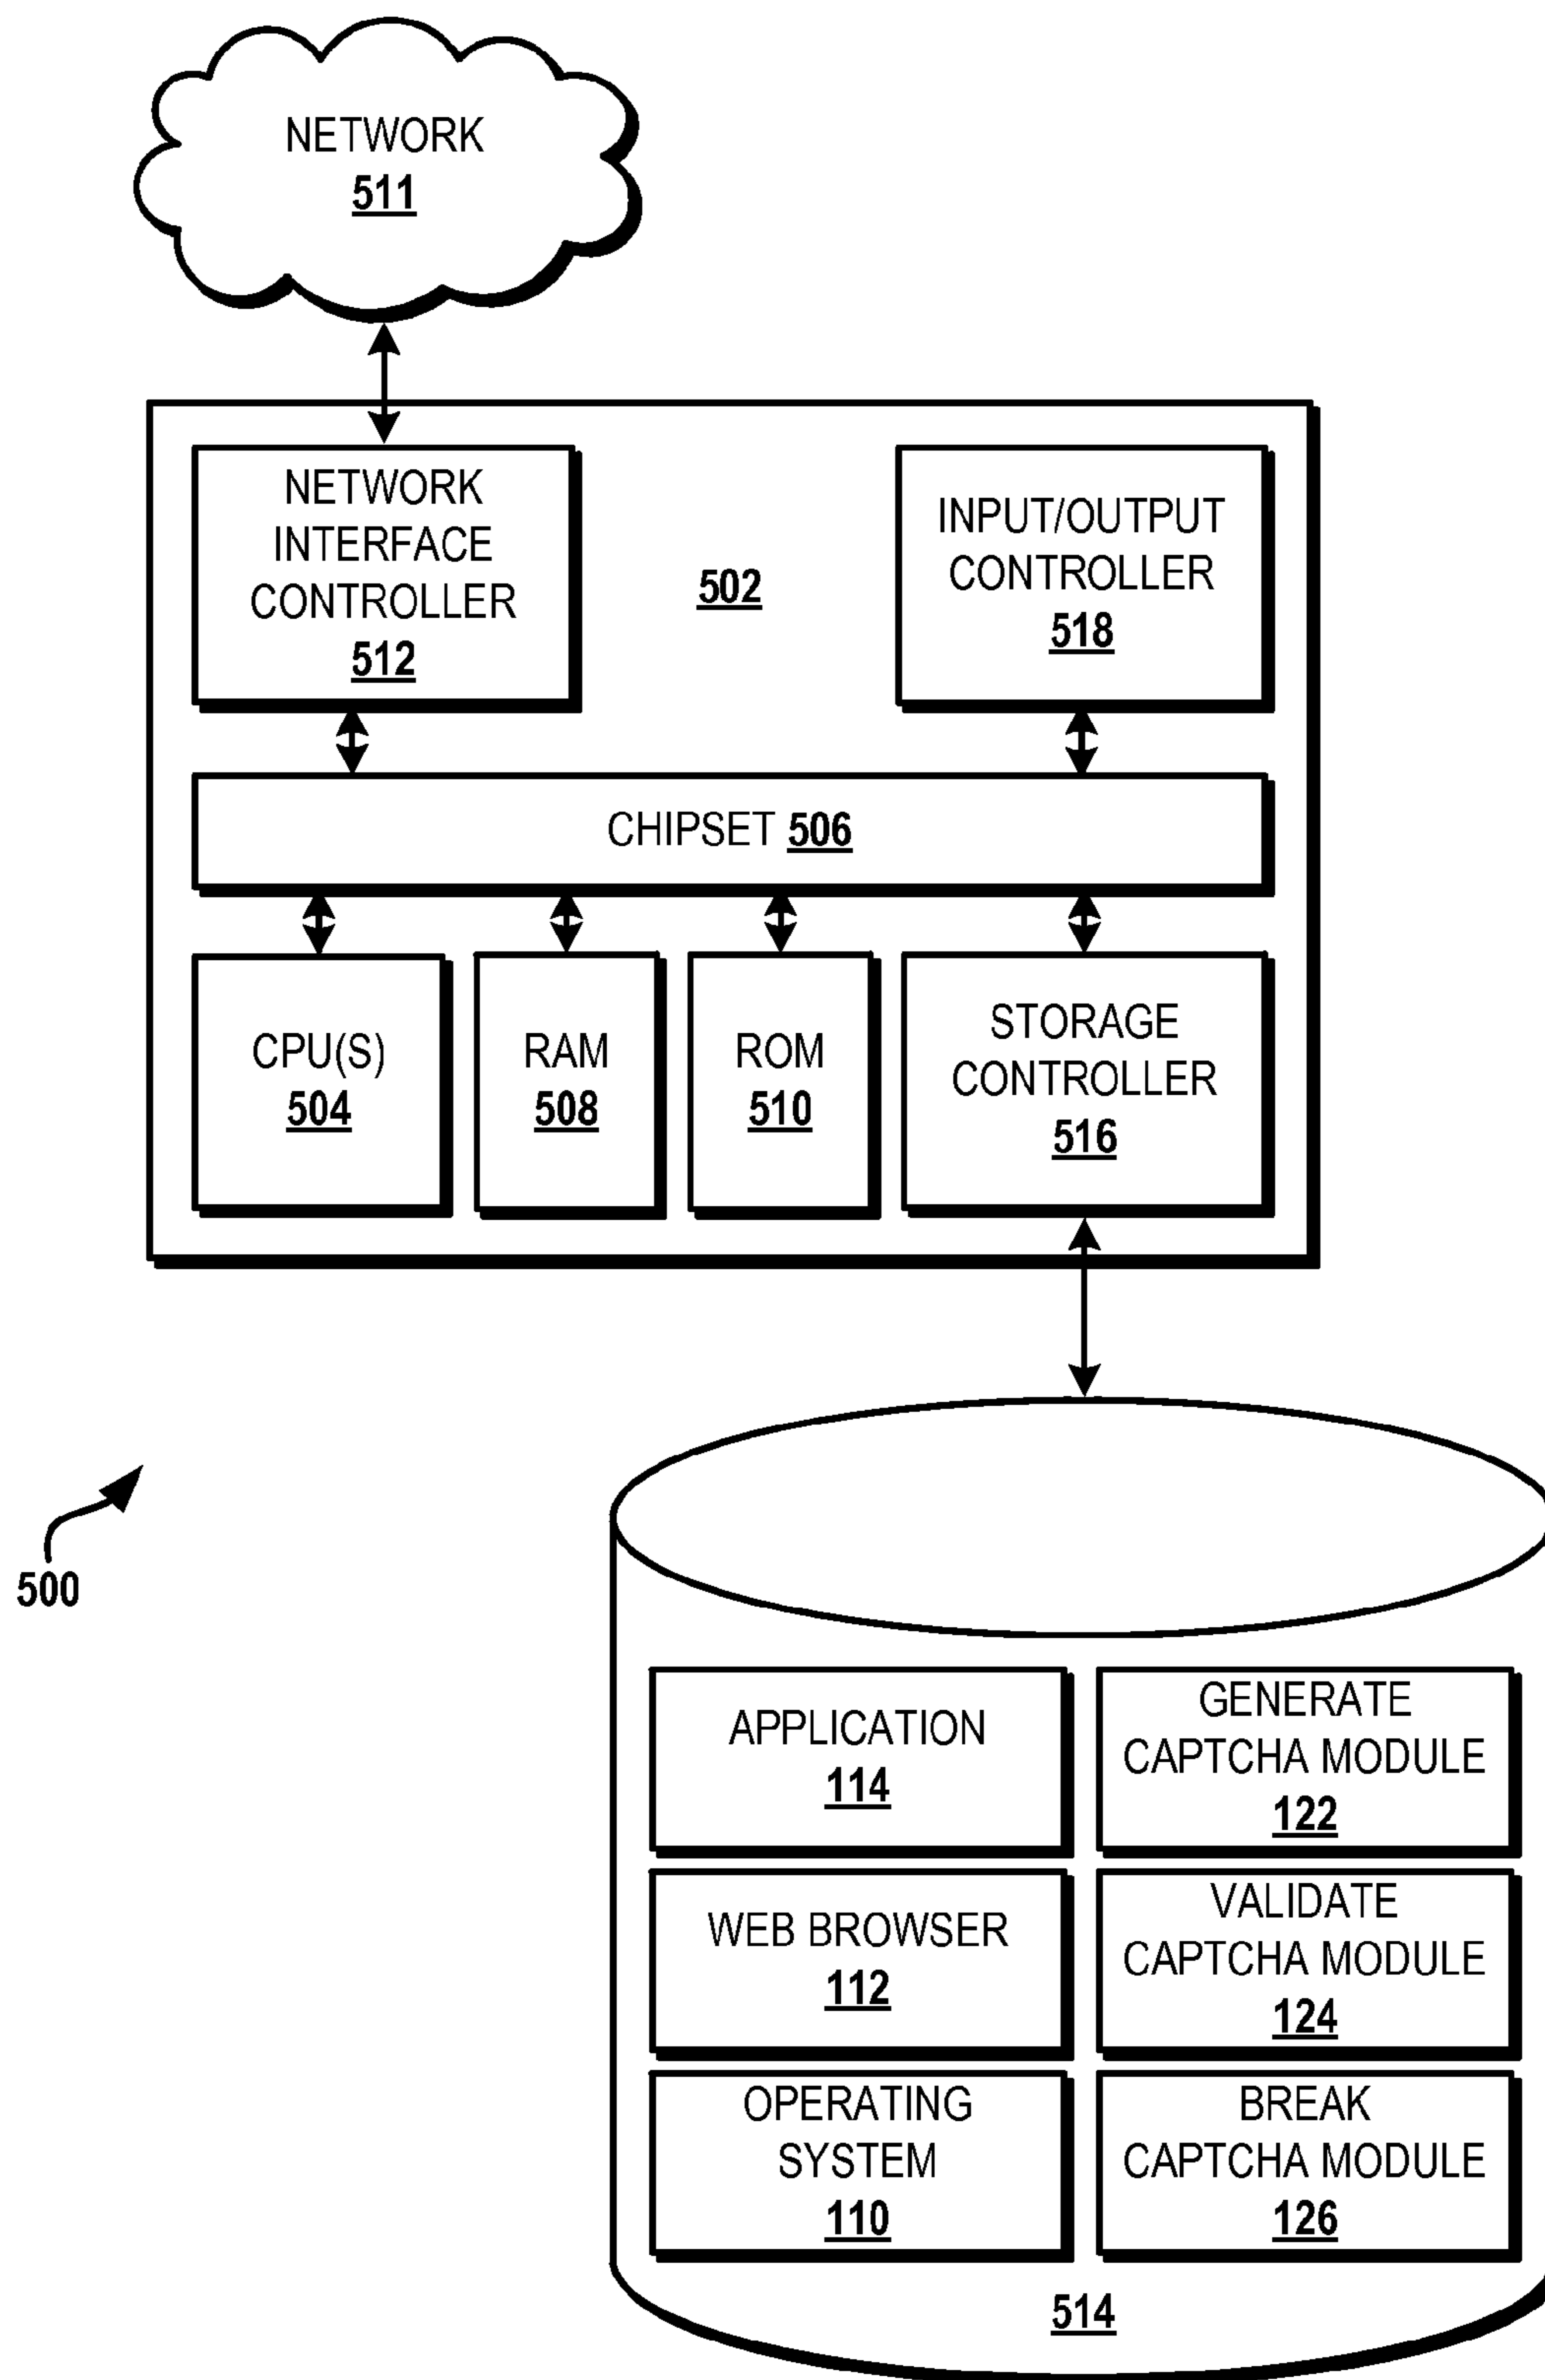 NETWORK
511
NETWORK
INTERFACE
CONTROLLER
512
502
INPUT/OUTPUT
CONTROLLER
518
CHIPSET 506
CPU(S)
504
RAM
508
ROM
510
STORAGE
CONTROLLER
516
500
APPLICATION
114
GENERATE
CAPTCHA MODULE
122
WEB BROWSER
112
VALIDATE
CAPTCHA MODULE
124
OPERATING
SYSTEM
110
BREAK
CAPTCHA MODULE
126
514